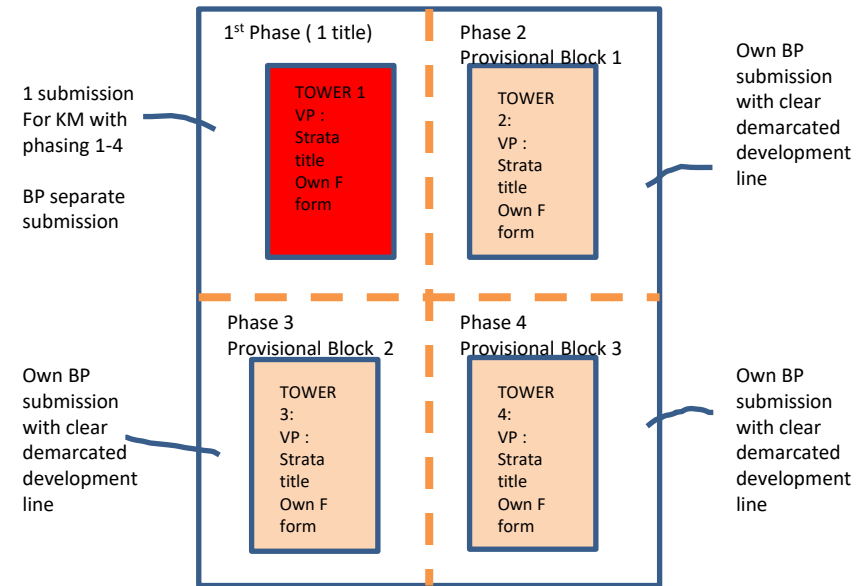 1st Phase ( 1 title)
TOWER 1
VP :
Strata
title
Own F
form
Phase 2
Provisional Block 1
TOWER
2:
VP :
Strata
title
Own F
form
1 submission
For KM with
phasing 1-4
BP separate
submission
Own BP
submission
with clear
demarcated
development
line
Phase 3
Provisional Block  2
TOWER
3:
VP :
Strata
title
Own F
form
Phase 4
Provisional Block 3
TOWER
4:
VP :
Strata
title
Own F
form
Own BP
submission
with clear
demarcated
development
line
Own BP
submission
with clear
demarcated
development
line